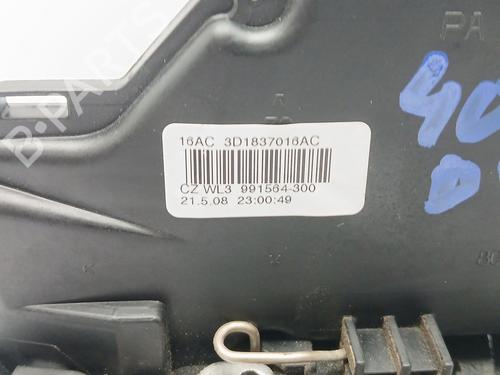 B-PARTS
PA
16AC 3D1837016AC
CZ WL3 991564-300
21.5.08 23:00:49
K
K